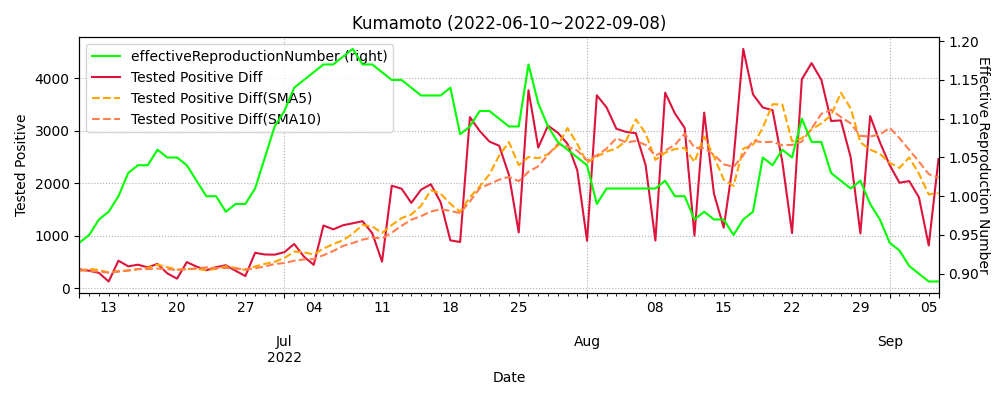 Kumamoto (2022-06-10~2022-09-08)
effectiveReproductionNumber (right)
Tested Positive Diff
Tested Positive Diff(SMA5)
Tested Positive Diff(SMA10)
Tested Positive
4000
3000
2000
1000
0
1.20
1.15
1.10
1.05
1.00
0.95
0.90
Effective Reproduction Number
13 20 27 04 11 18 25 08 15 22 29 05
Jul Aug Sep
2022
Date